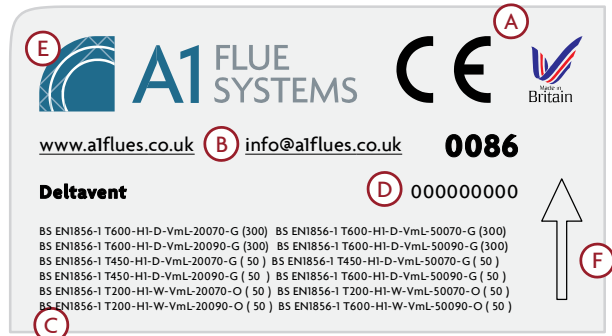 A
E
A1 FLUE SYSTEMS
CE
Made in
Britain
www.a1flues.co.uk B info@a1flues.co.uk 0086
Deltavent D 000000000
BS EN1856-1 T600-H1-D-VmL-20070-G (300) BS EN1856-1 T600-H1-D-VmL-50070-G (300)
BS EN1856-1 T600-H1-D-VmL-20090-G (300) BS EN1856-1 T600-H1-D-VmL-50090-G (300)
BS EN1856-1 T450-H1-D-VmL-20070-G ( 50 ) BS EN1856-1 T450-H1-D-VmL-50070-G ( 50 )
BS EN1856-1 T450-H1-D-VmL-20090-G ( 50 ) BS EN1856-1 T600-H1-D-VmL-50090-G ( 50 )
BS EN1856-1 T200-H1-W-VmL-20070-O ( 50 ) BS EN1856-1 T200-H1-W-VmL-50070-O ( 50 )
BS EN1856-1 T200-H1-W-VmL-20090-O ( 50 ) BS EN1856-1 T600-H1-W-VmL-50090-O ( 50 )
F
C